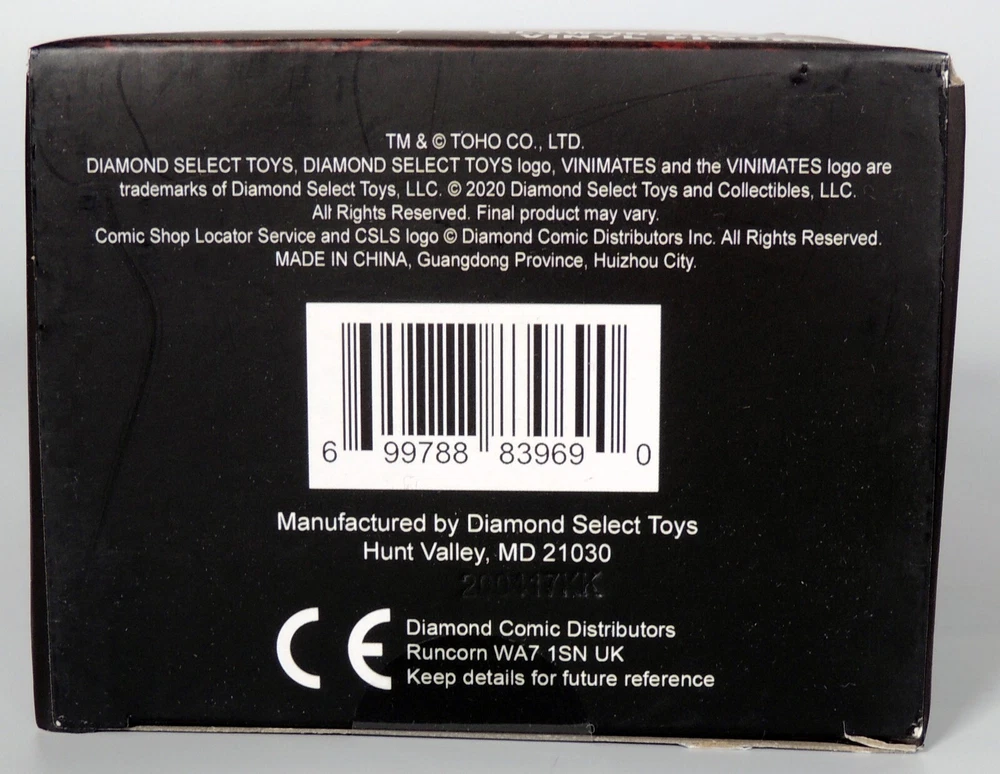 TM & © TOHO CO., LTD.
DIAMOND SELECT TOYS, DIAMOND SELECT TOYS logo, VINIMATES and the VINIMATES logo are
trademarks of Diamond Select Toys, LLC. © 2020 Diamond Select Toys and Collectibles, LLC.
All Rights Reserved. Final product may vary.
Comic Shop Locator Service and CSLS logo © Diamond Comic Distributors Inc. All Rights Reserved.
MADE IN CHINA, Guangdong Province, Huizhou City.
6 99788 83969 0
Manufactured by Diamond Select Toys
Hunt Valley, MD 21030
CE Diamond Comic Distributors
Runcorn WA7 1SN UK
Keep details for future reference